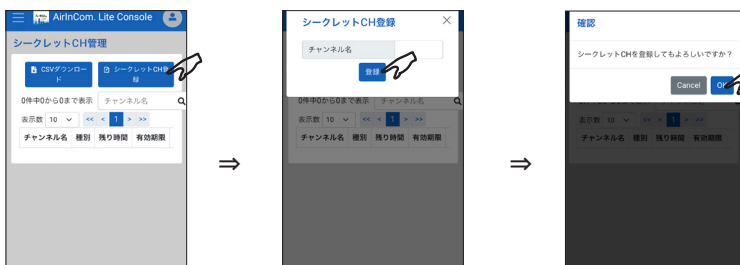 AirInCom. Lite Console
シークレットCH管理
CSVダウンロー
ド
シークレットCH登
録
0件中0から0まで表示 チャンネル名
表示数 10 << < 1 > >>
チャンネル名 種別 残り時間 有効期限
⇒
シークレットCH登録 ×
チャンネル名
登録
0件中0から0まで表示 チャンネル名
表示数 10 << < 1 > >>
チャンネル名 種別 残り時間 有効期限
⇒
確認
シークレットCHを登録してもよろしいですか?
Cancel OK
表示数 10 << < 1 > >>
チャンネル名 種別 残り時間 有効期限